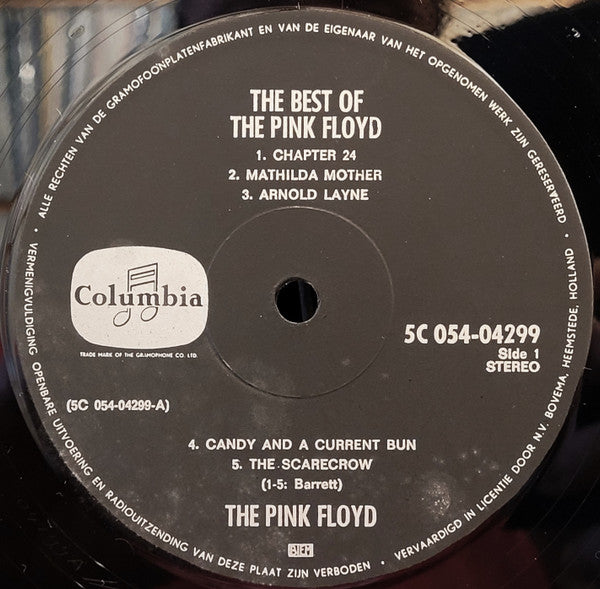 • ALLE RECHTEN VAN DE GRAMOFOONPLATENFABRIKANT EN VAN DE EIGENAAR VAN HET OPGENOMEN WERK ZIJN GERESERVEERD •
THE BEST OF
THE PINK FLOYD
1. CHAPTER 24
2. MATHILDA MOTHER
3. ARNOLD LAYNE
Columbia
TRADE MARK OF THE GRAMOPHONE CO. LTD.
5C 054-04299
Side 1
STEREO
(5C 054-04299-A)
4. CANDY AND A CURRENT BUN
5. THE SCARECROW
(1-5: Barrett)
THE PINK FLOYD
BIEM
VERMENIGVULDIGING OPENBARE UITVOERING EN RADIOUITZENDING VAN DEZE PLAAT ZIJN VERBODEN •
VERVAARDIGD IN LICENTIE DOOR N.V. BOVEMA, HEEMSTEDE, HOLLAND